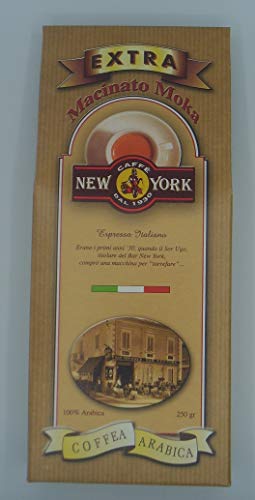 EXTRA
Macinato Moka
CAFFÈ
NEW YORK
DAL 1930
Espresso Italiano
Erano i primi anni '30, quando il Sor Ugo,
titolare del Bar New York,
comprò una macchina per "torrefare"...
100% Arabica
250 gr
COFFEA ARABICA